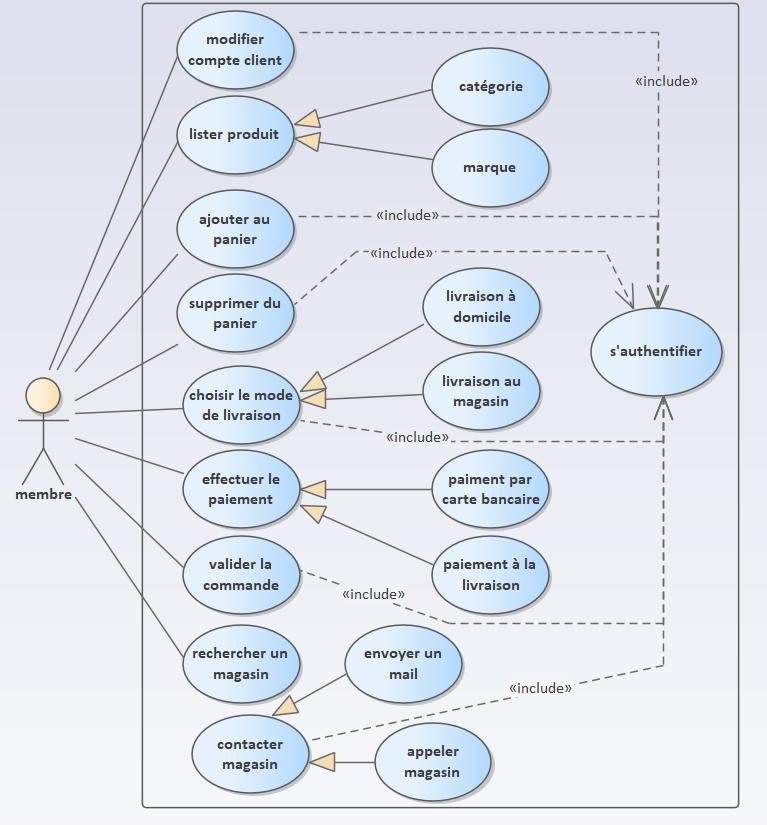 modifier
compte client
«include»
catégorie
lister produit
marque
ajouter au
panier
«include»
«include»
supprimer du
panier
livraison à
domicile
s'authentifier
livraison au
magasin
choisir le mode
de livraison
«include»
effectuer le
paiement
paiment par
carte bancaire
membre
valider la
commande
paiement à la
livraison
«include»
rechercher un
magasin
envoyer un
mail
«include»
contacter
magasin
appeler
magasin